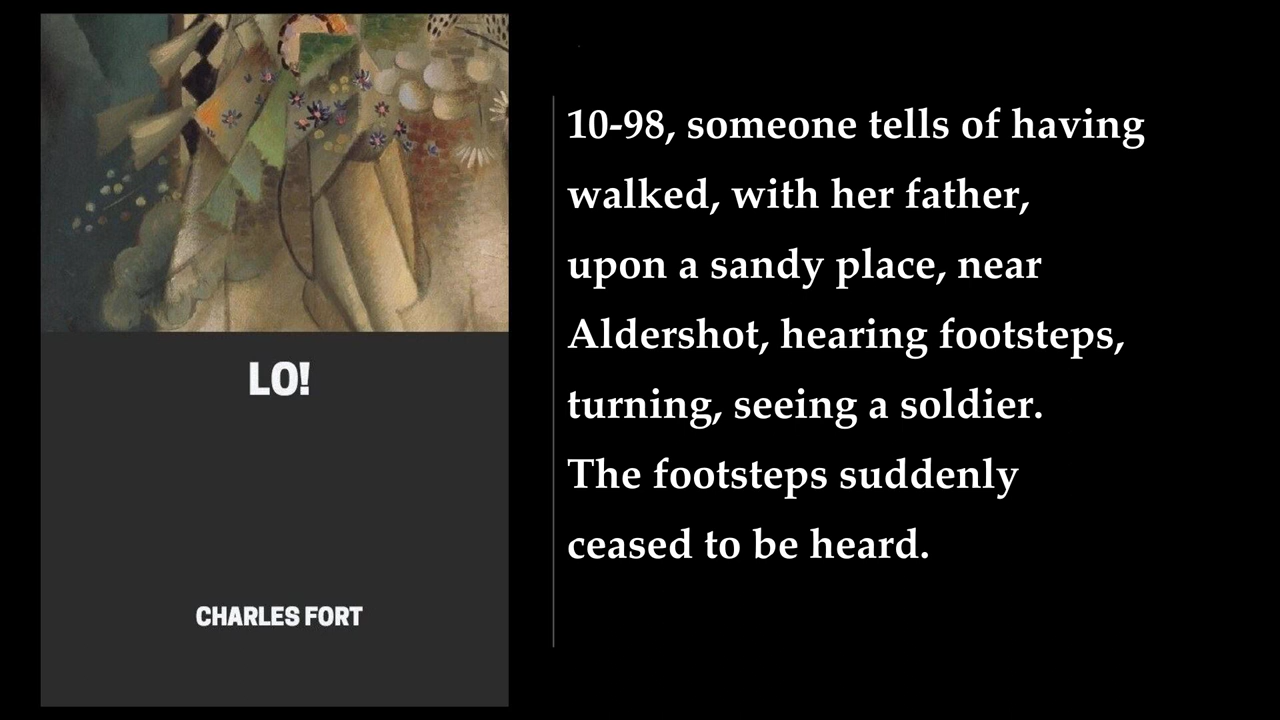 LO!
CHARLES FORT
10-98, someone tells of having
walked, with her father,
upon a sandy place, near
Aldershot, hearing footsteps,
turning, seeing a soldier.
The footsteps suddenly
ceased to be heard.